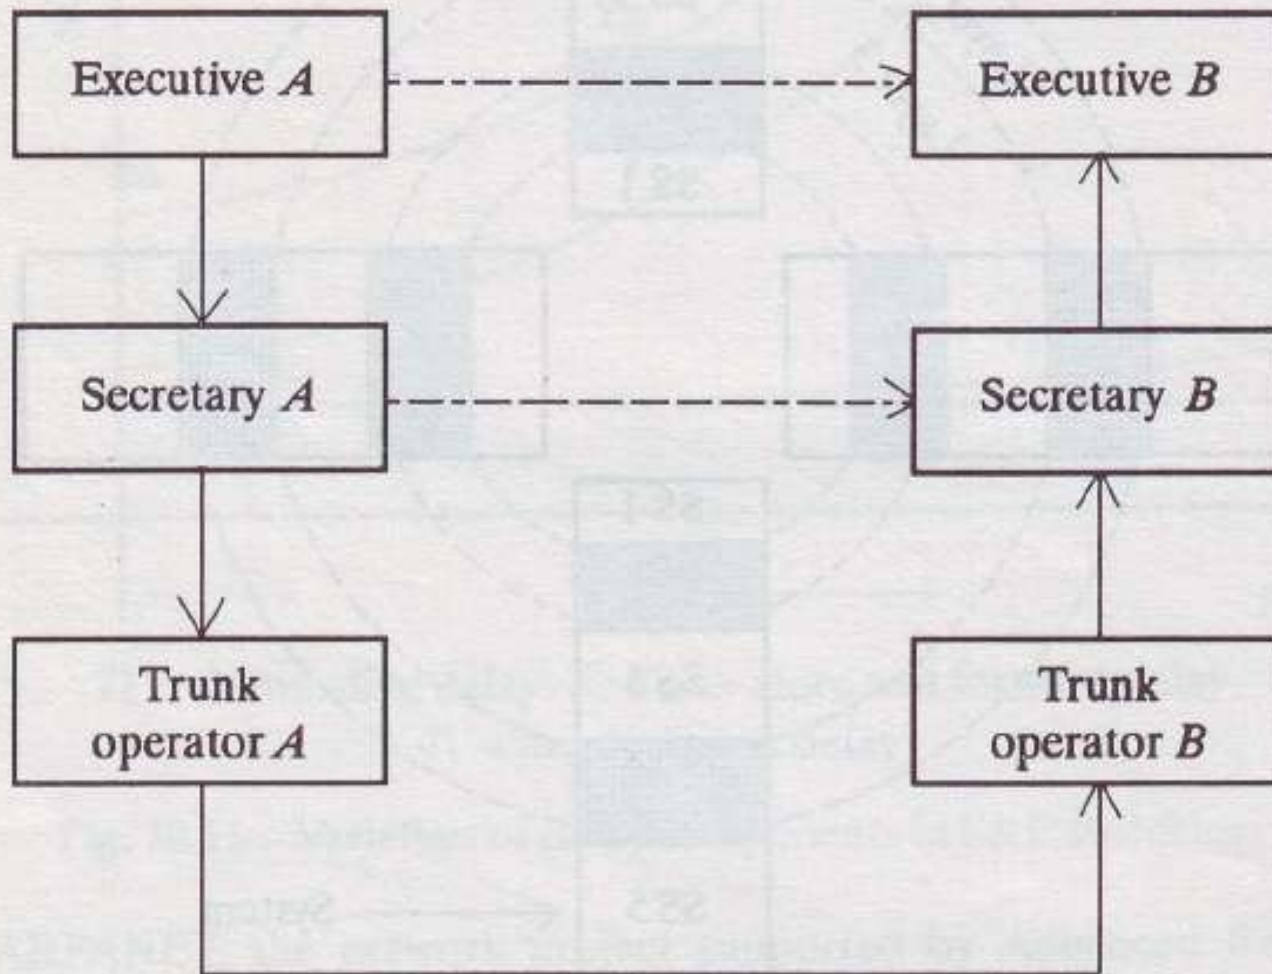 Executive A
Executive B
Secretary A
Secretary B
Trunk
operator A
Trunk
operator B